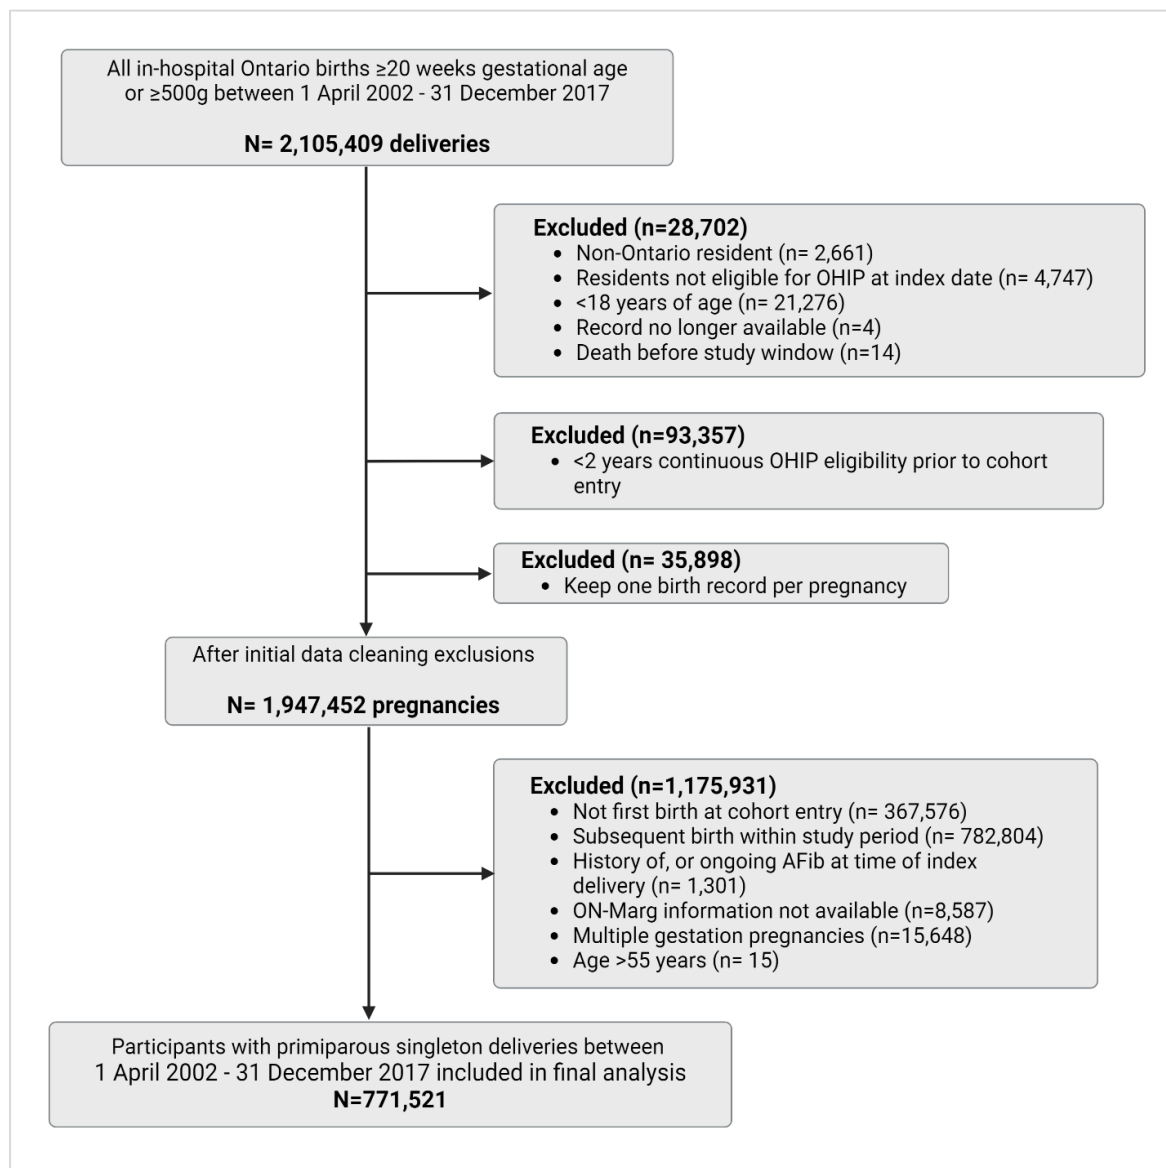 All in-hospital Ontario births ≥20 weeks gestational age
or ≥500g between 1 April 2002 - 31 December 2017
N= 2,105,409 deliveries
Excluded (n=28,702)
• Non-Ontario resident (n= 2,661)
• Residents not eligible for OHIP at index date (n= 4,747)
• <18 years of age (n= 21,276)
• Record no longer available (n=4)
• Death before study window (n=14)
Excluded (n=93,357)
• <2 years continuous OHIP eligibility prior to cohort
entry
Excluded (n= 35,898)
• Keep one birth record per pregnancy
After initial data cleaning exclusions
N= 1,947,452 pregnancies
Excluded (n=1,175,931)
• Not first birth at cohort entry (n= 367,576)
• Subsequent birth within study period (n= 782,804)
• History of, or ongoing AFib at time of index
delivery (n= 1,301)
• ON-Marg information not available (n=8,587)
• Multiple gestation pregnancies (n=15,648)
• Age >55 years (n= 15)
Participants with primiparous singleton deliveries between
1 April 2002 - 31 December 2017 included in final analysis
N=771,521